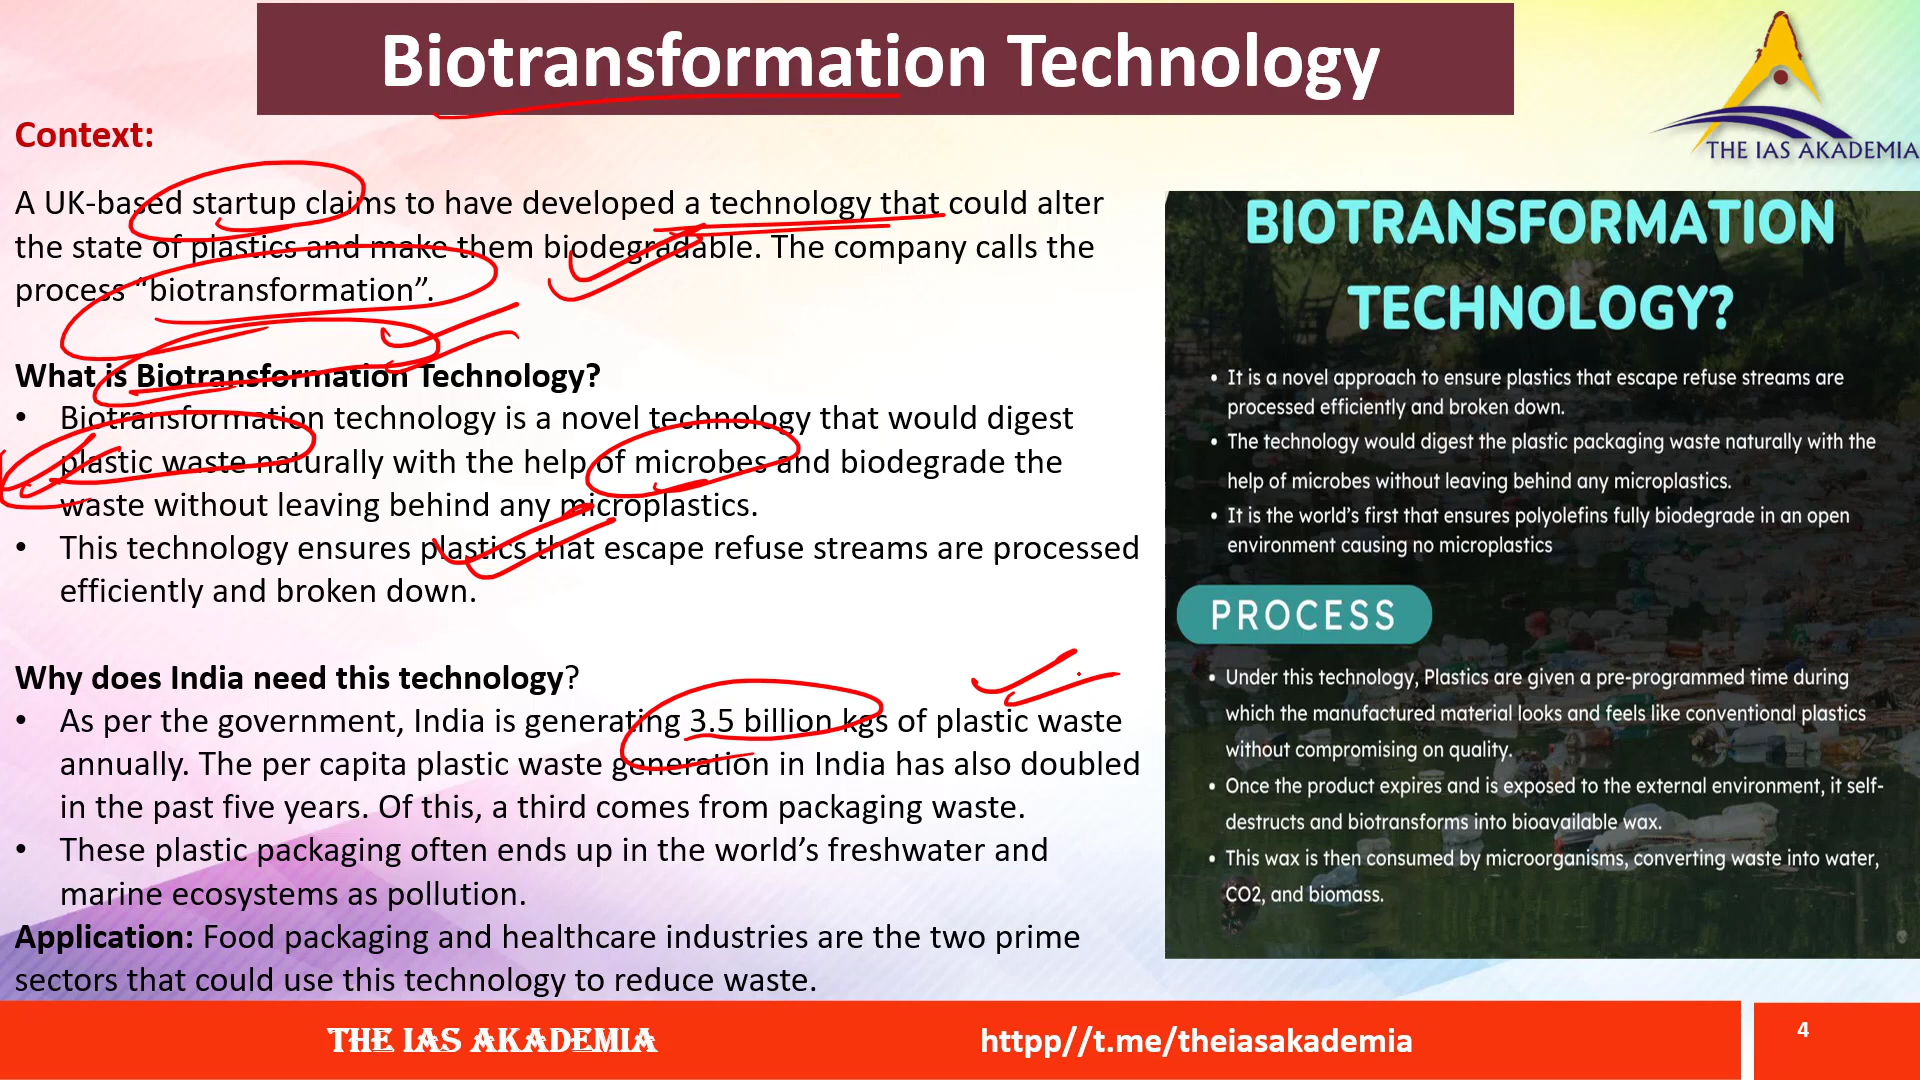 Biotransformation Technology
THE IAS AKADEMIA
Context:
A UK-based startup claims to have developed a technology that could alter
the state of plastics and make them biodegradable. The company calls the
process “biotransformation”.
What is Biotransformation Technology?
• Biotransformation technology is a novel technology that would digest
plastic waste naturally with the help of microbes and biodegrade the
waste without leaving behind any microplastics.
• This technology ensures plastics that escape refuse streams are processed
efficiently and broken down.
Why does India need this technology?
• As per the government, India is generating 3.5 billion kgs of plastic waste
annually. The per capita plastic waste generation in India has also doubled
in the past five years. Of this, a third comes from packaging waste.
• These plastic packaging often ends up in the world’s freshwater and
marine ecosystems as pollution.
Application: Food packaging and healthcare industries are the two prime
sectors that could use this technology to reduce waste.
BIOTRANSFORMATION
TECHNOLOGY?
• It is a novel approach to ensure plastics that escape refuse streams are
processed efficiently and broken down.
• The technology would digest the plastic packaging waste naturally with the
help of microbes without leaving behind any microplastics.
• It is the world’s first that ensures polyolefins fully biodegrade in an open
environment causing no microplastics
PROCESS
• Under this technology, Plastics are given a pre-programmed time during
which the manufactured material looks and feels like conventional plastics
without compromising on quality.
• Once the product expires and is exposed to the external environment, it self-
destructs and biotransforms into bioavailable wax.
• This wax is then consumed by microorganisms, converting waste into water,
CO2, and biomass.
THE IAS AKADEMIA
httpp//t.me/theiasakademia
4